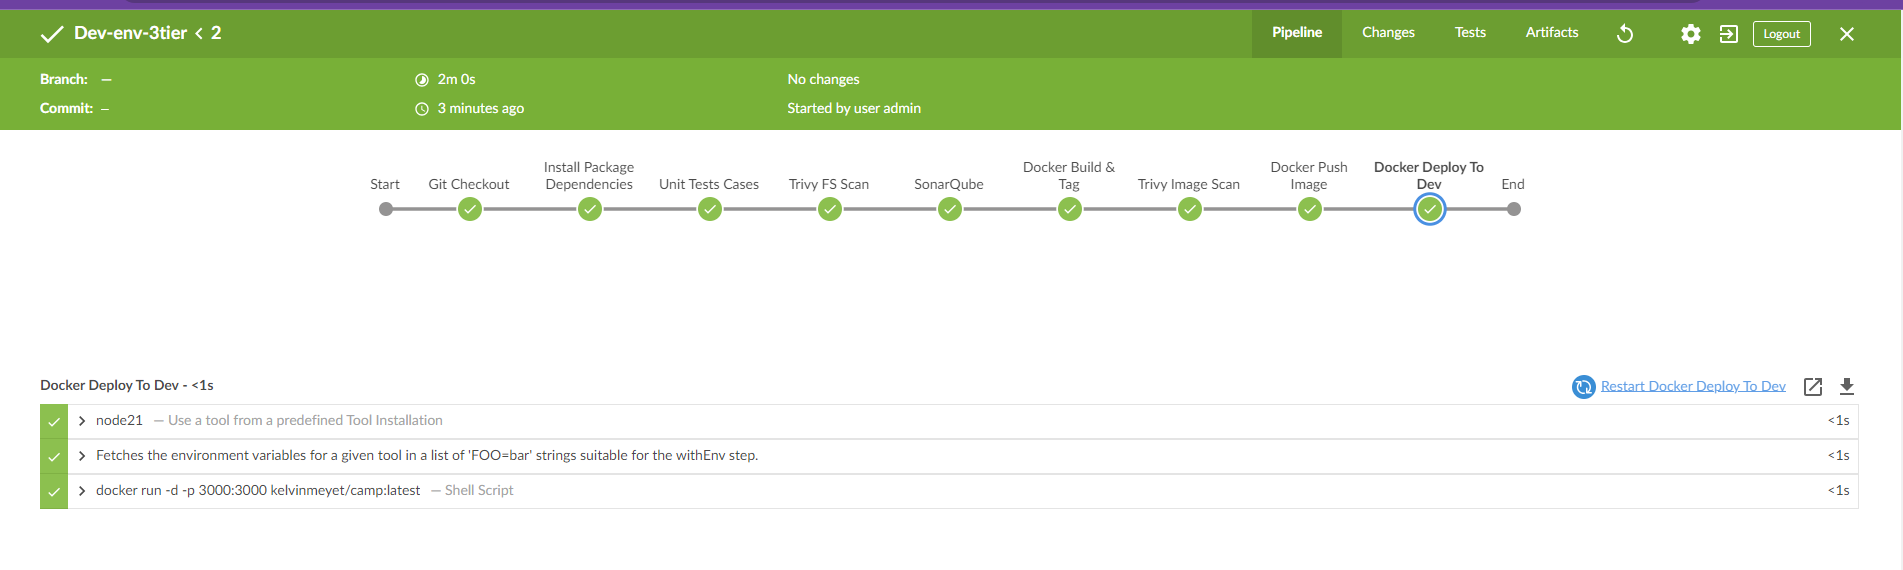 Dev-env-3tier < 2
Pipeline
Changes
Tests
Artifacts
Logout
Branch: —
2m 0s
No changes
Commit: –
3 minutes ago
Started by user admin
Start
Git Checkout
Install Package
Dependencies
Unit Tests Cases
Trivy FS Scan
SonarQube
Docker Build &
Tag
Trivy Image Scan
Docker Push
Image
Docker Deploy To
Dev
End
Docker Deploy To Dev - <1s
Restart Docker Deploy To Dev
node21 — Use a tool from a predefined Tool Installation
<1s
Fetches the environment variables for a given tool in a list of 'FOO=bar' strings suitable for the withEnv step.
<1s
docker run -d -p 3000:3000 kelvinmeyet/camp:latest — Shell Script
<1s